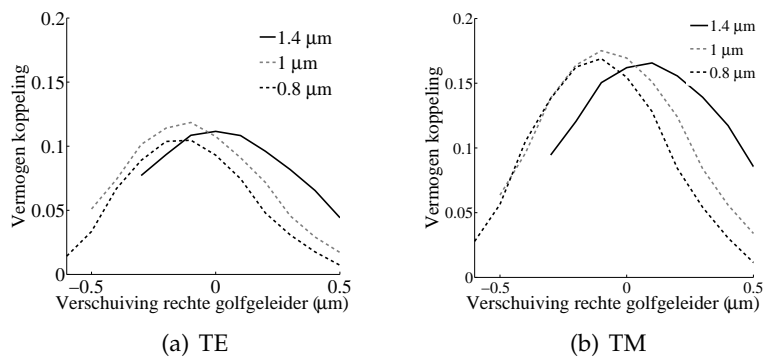 0.2
0.15
0.1
0.05
0
−0.5
0
0.5
Vermogen koppeling
Verschuiving rechte golfgeleider (μm)
1.4 μm
1 μm
0.8 μm
(a) TE
0.2
0.15
0.1
0.05
0
−0.5
0
0.5
Vermogen koppeling
Verschuiving rechte golfgeleider (μm)
1.4 μm
1 μm
0.8 μm
(b) TM